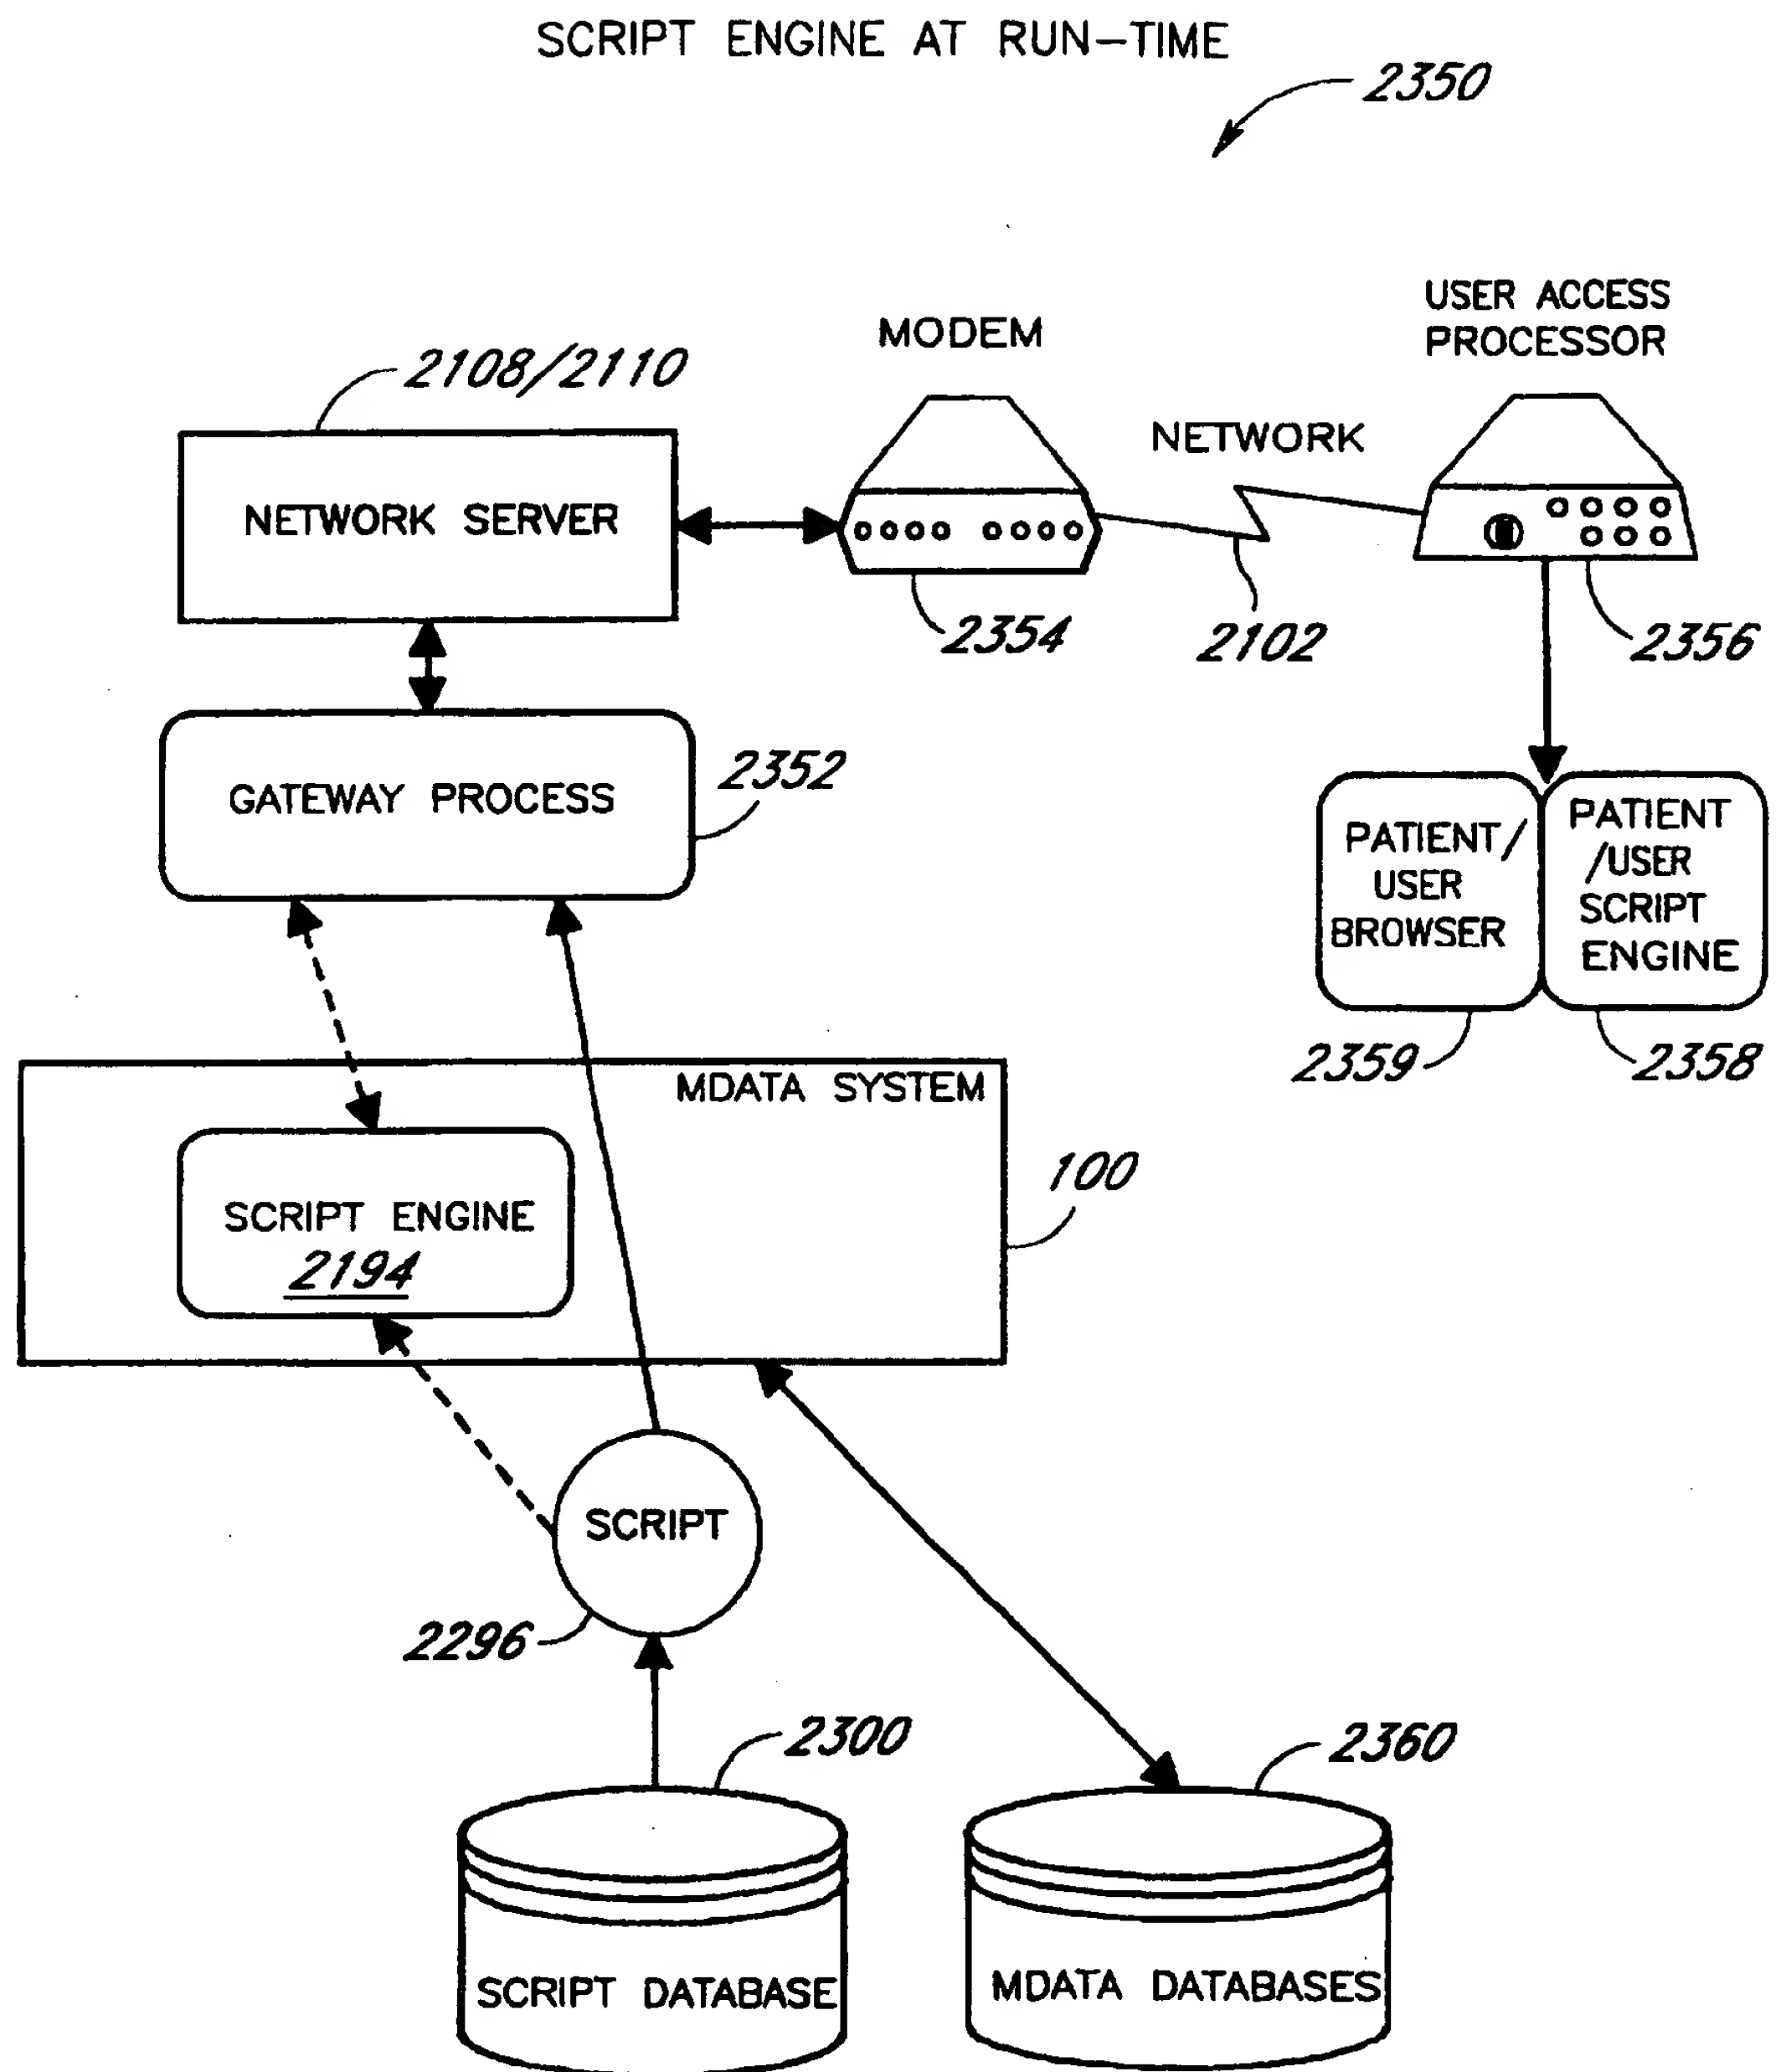 SCRIPT ENGINE AT RUN-TIME
2350
USER ACCESS
PROCESSOR
MODEM
2108/2110
NETWORK
NETWORK SERVER
2354
2102
2356
GATEWAY PROCESS
2352
PATIENT/
USER
BROWSER
PATIENT
/USER
SCRIPT
ENGINE
2359
2358
MDATA SYSTEM
100
SCRIPT ENGINE
2194
SCRIPT
2296
2300
2360
SCRIPT DATABASE
MDATA DATABASES